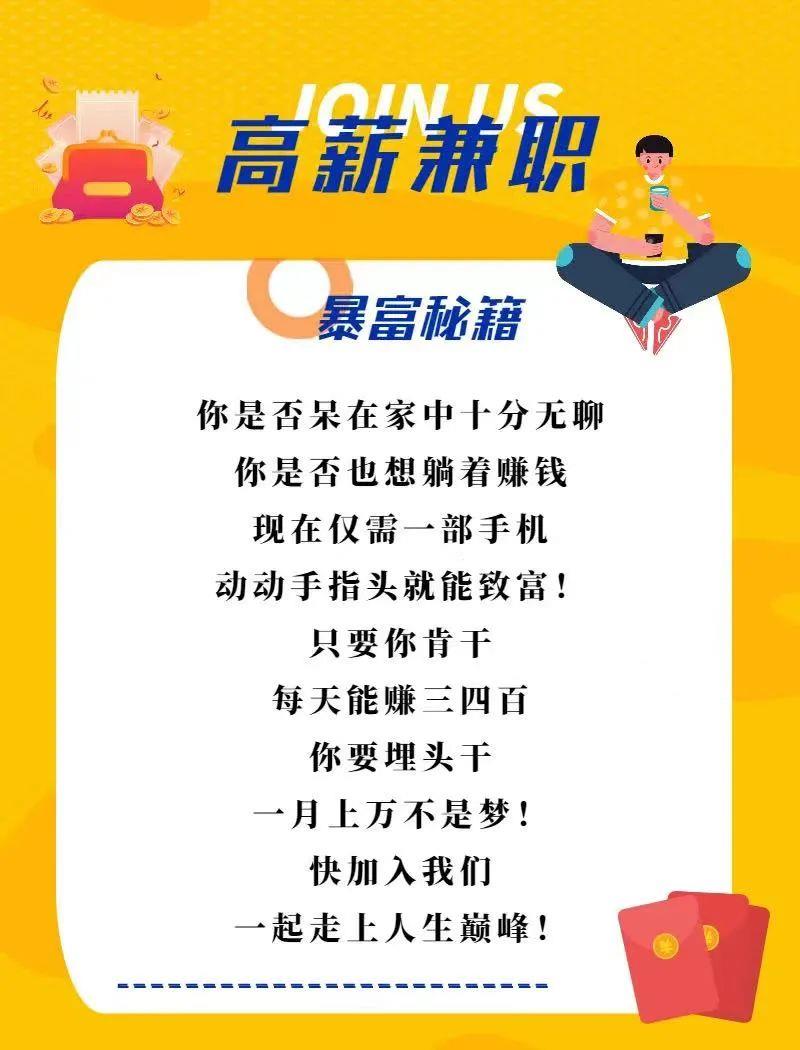 JOIN US
高薪兼职
暴富秘籍
你是否呆在家中十分无聊
你是否也想躺着赚钱
现在仅需一部手机
动动手指头就能致富！
只要你肯干
每天能赚三四百
你要埋头干
一月上万不是梦！
快加入我们
一起走上人生巅峰！